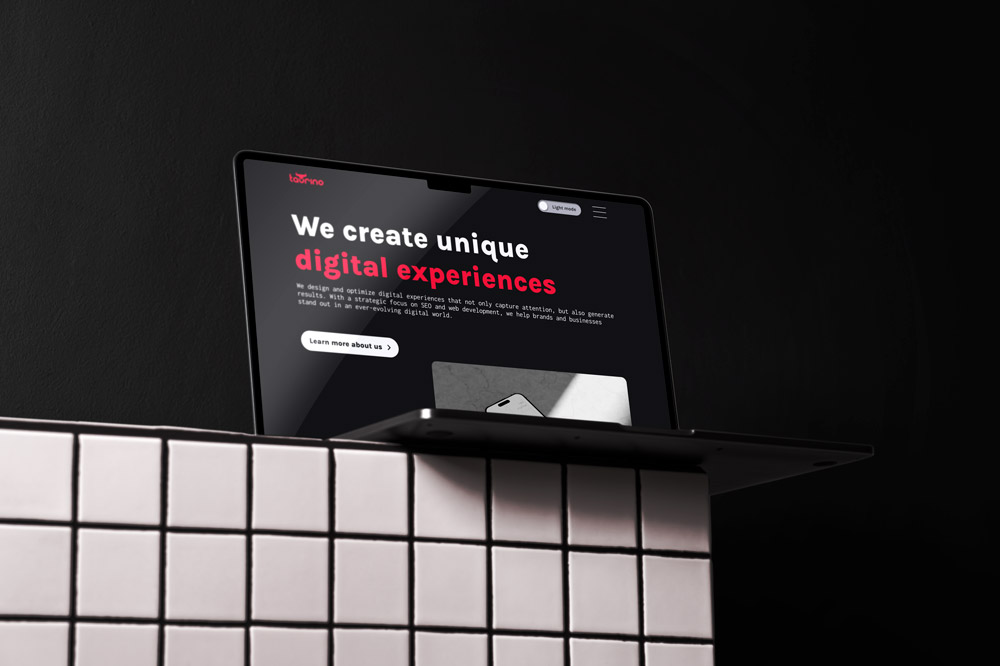 taurino
Light mode
We create unique
digital experiences
We design and optimize digital experiences that not only capture attention, but also generate
results. With a strategic focus on SEO and web development, we help brands and businesses
stand out in an ever-evolving digital world.
Learn more about us